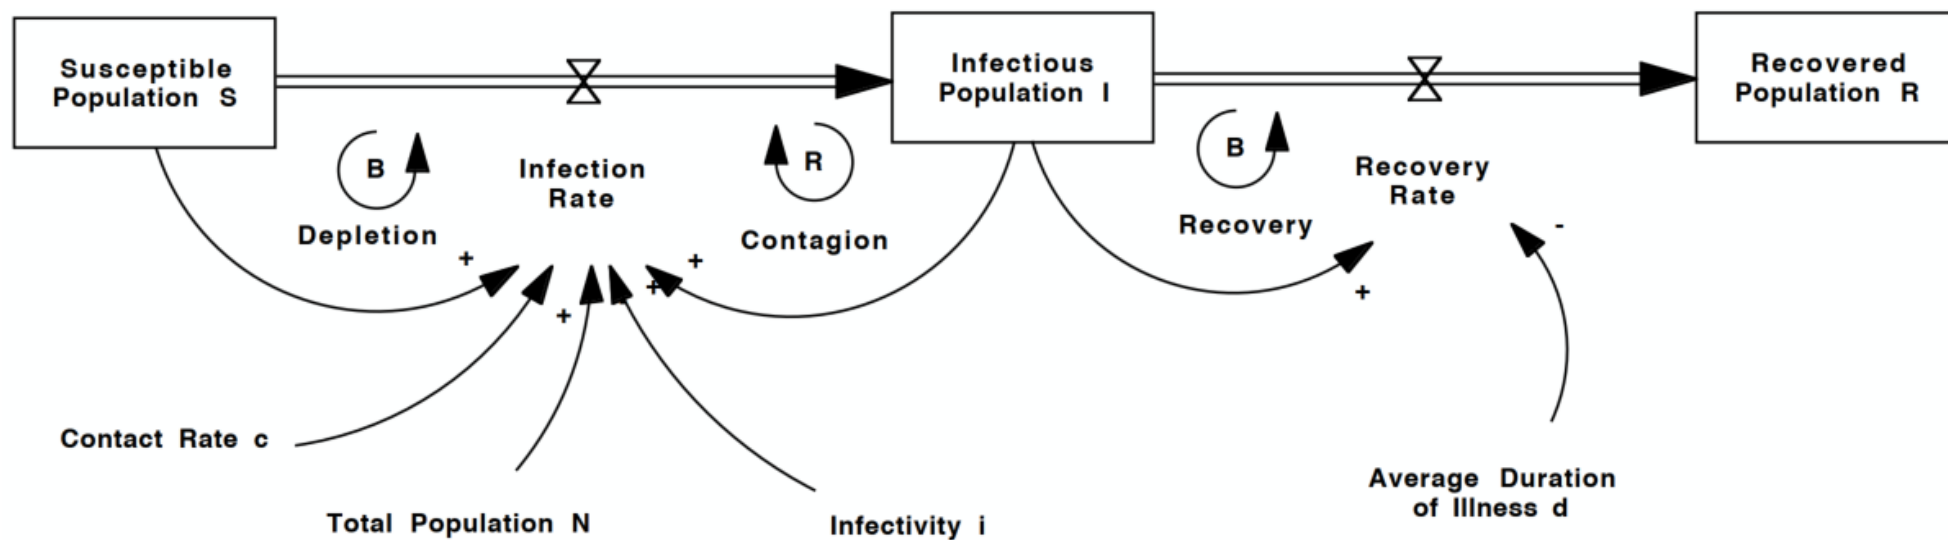 Susceptible
Population S
Infectious
Population I
Recovered
Population R
B
Depletion
Infection
Rate
R
Contagion
B
Recovery
Recovery
Rate
+
+
+
+
+
-
Contact Rate c
Total Population N
Infectivity i
Average Duration
of Illness d